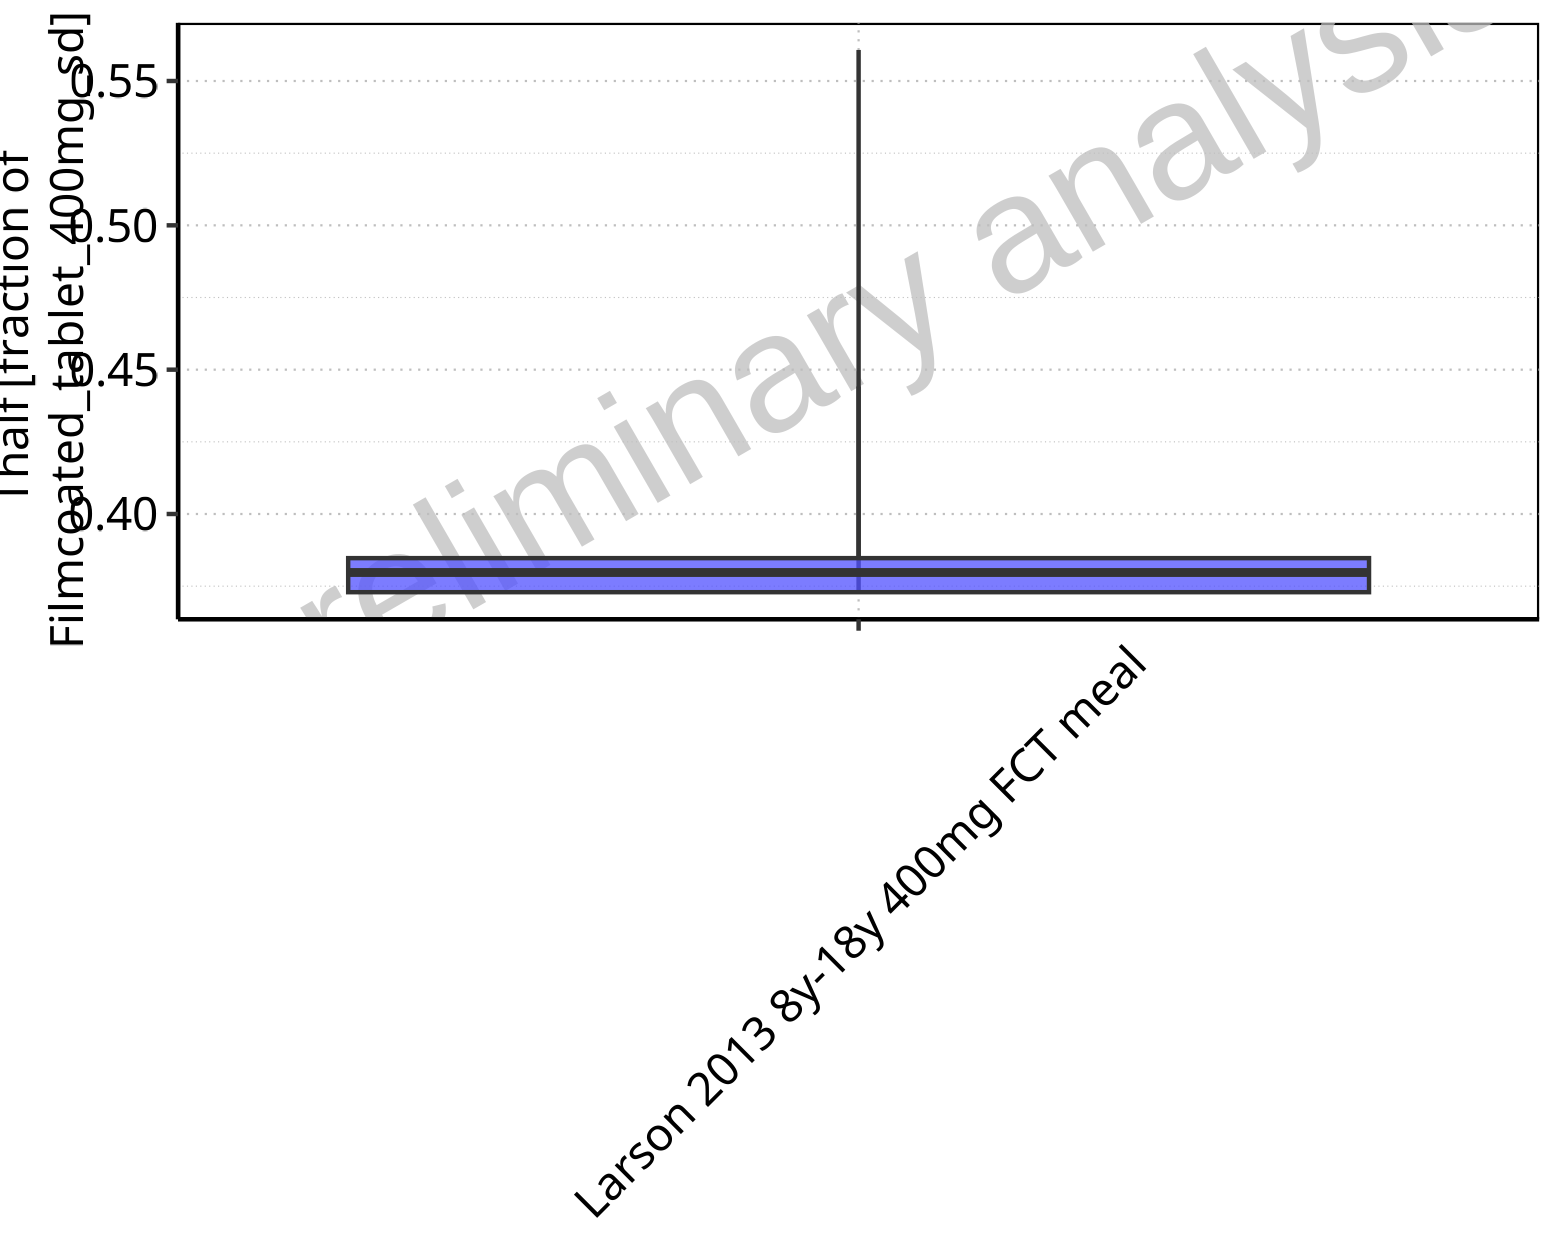 Thalf [fraction of
Filmcoated_tablet_400mg_sd]
0.55
0.50
0.45
0.40
reliminary analysis
Larson 2013 8y-18y 400mg FCT meal